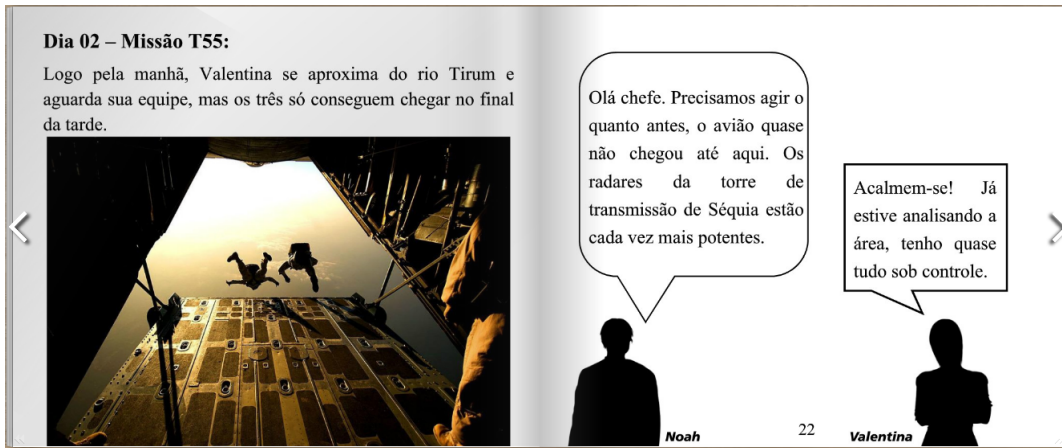 Dia 02 – Missão T55:
Logo pela manhã, Valentina se aproxima do rio Tirum e
aguarda sua equipe, mas os três só conseguem chegar no final
da tarde.
Olá chefe. Precisamos agir o
quanto antes, o avião quase
não chegou até aqui. Os
radares da torre de
transmissão de Séquia estão
cada vez mais potentes.
Acalmem-se! Já
estive analisando a
área, tenho quase
tudo sob controle.
Noah
22
Valentina